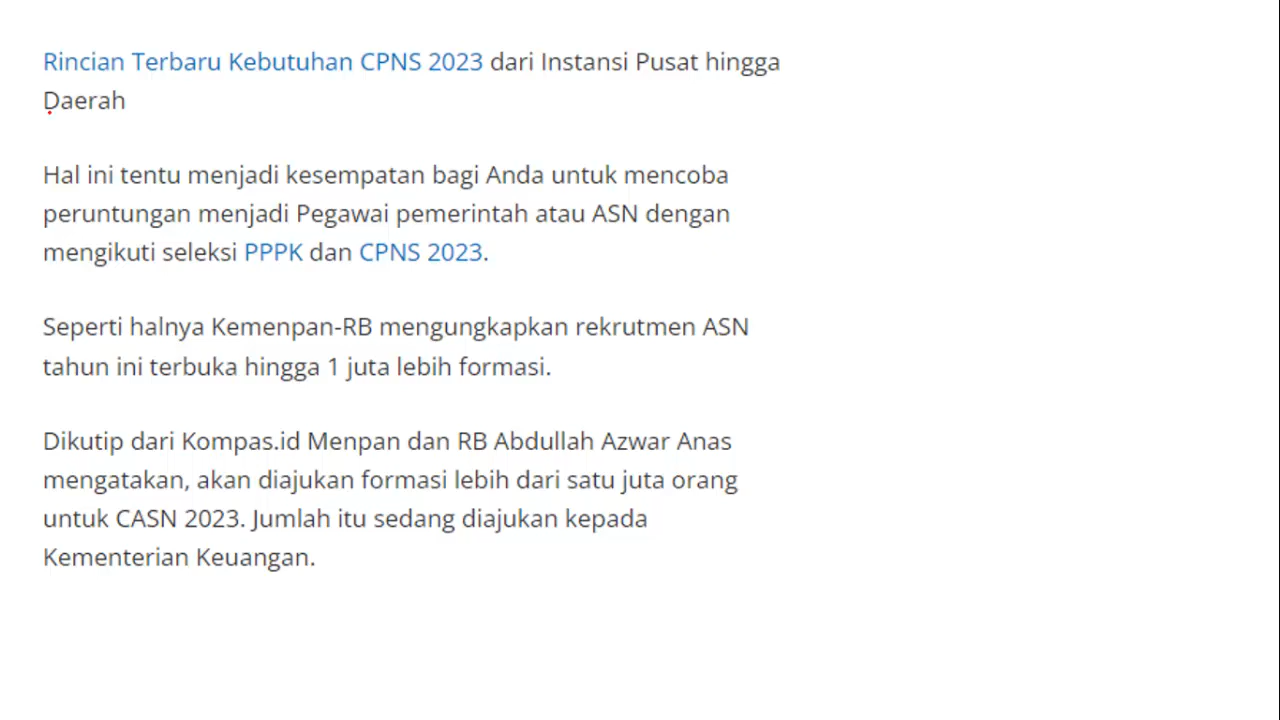 Rincian Terbaru Kebutuhan CPNS 2023 dari Instansi Pusat hingga
Daerah
Hal ini tentu menjadi kesempatan bagi Anda untuk mencoba
peruntungan menjadi Pegawai pemerintah atau ASN dengan
mengikuti seleksi PPPK dan CPNS 2023.
Seperti halnya Kemenpan-RB mengungkapkan rekrutmen ASN
tahun ini terbuka hingga 1 juta lebih formasi.
Dikutip dari Kompas.id Menpan dan RB Abdullah Azwar Anas
mengatakan, akan diajukan formasi lebih dari satu juta orang
untuk CASN 2023. Jumlah itu sedang diajukan kepada
Kementerian Keuangan.